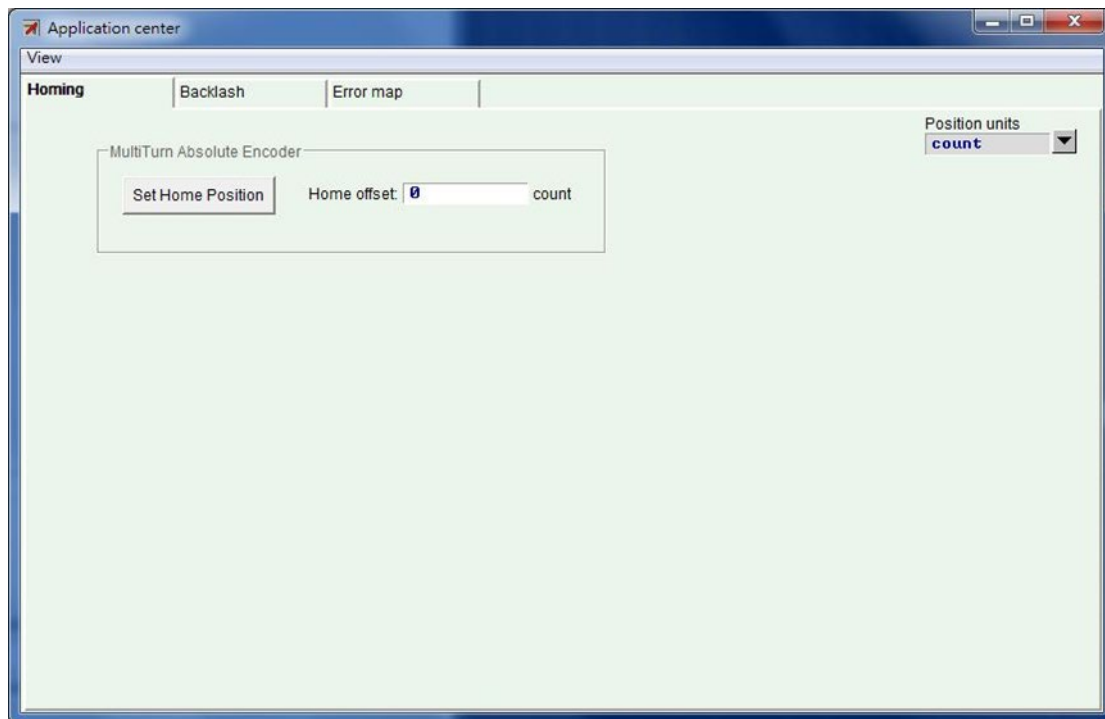 Application center
View
Homing Backlash Error map
Position units
count
MultiTurn Absolute Encoder
Set Home Position Home offset: 0 count